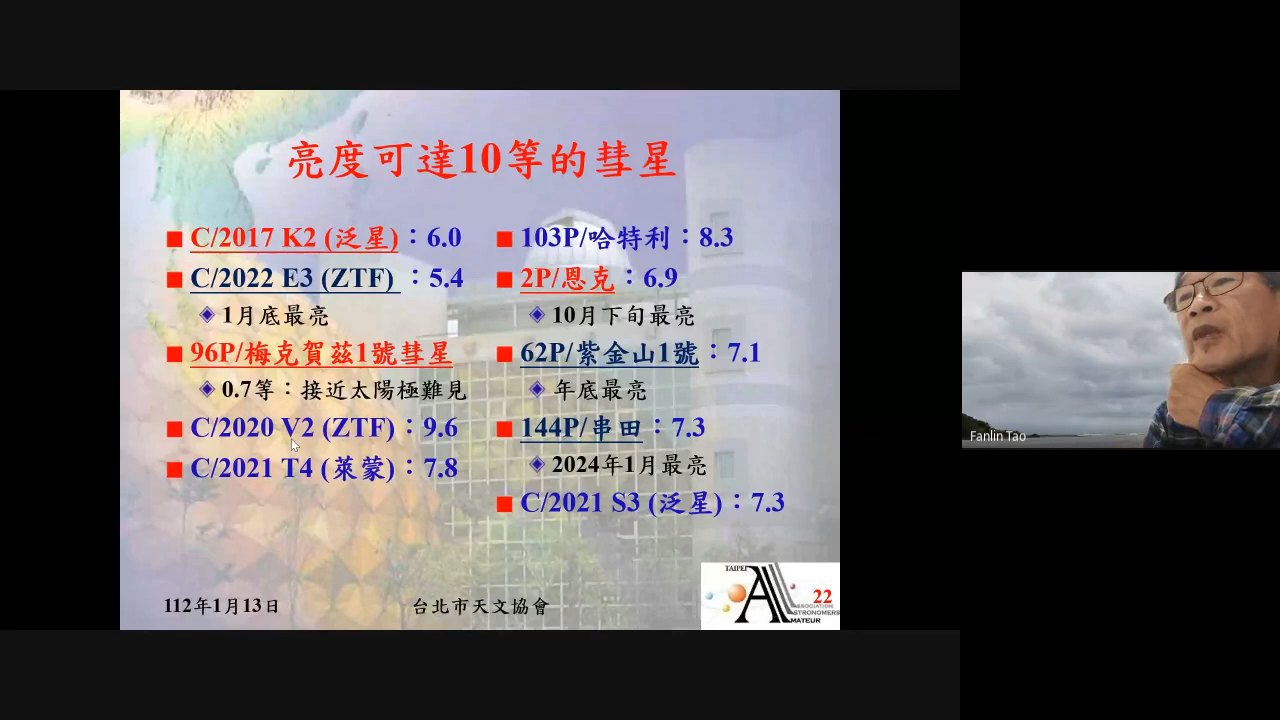 亮度可達10等的彗星
C/2017 K2 (泛星)：6.0
C/2022 E3 (ZTF) ：5.4
1月底最亮
96P/梅克賀茲1號彗星
0.7等：接近太陽極難見
C/2020 V2 (ZTF)：9.6
C/2021 T4 (萊蒙)：7.8
103P/哈特利：8.3
2P/恩克：6.9
10月下旬最亮
62P/紫金山1號：7.1
年底最亮
144P/串田：7.3
2024年1月最亮
C/2021 S3 (泛星)：7.3
112年1月13日
台北市天文協會
TAIPEI
ASSOCIATION
ASTRONOMERS
AMATEUR
22
Fanlin Tao